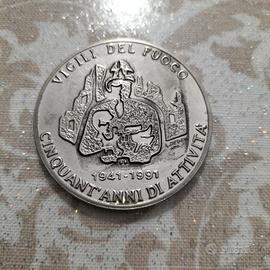 VIGILI DEL FUOCO
1941-1991
CINQUANT'ANNI DI ATTIVITÀ